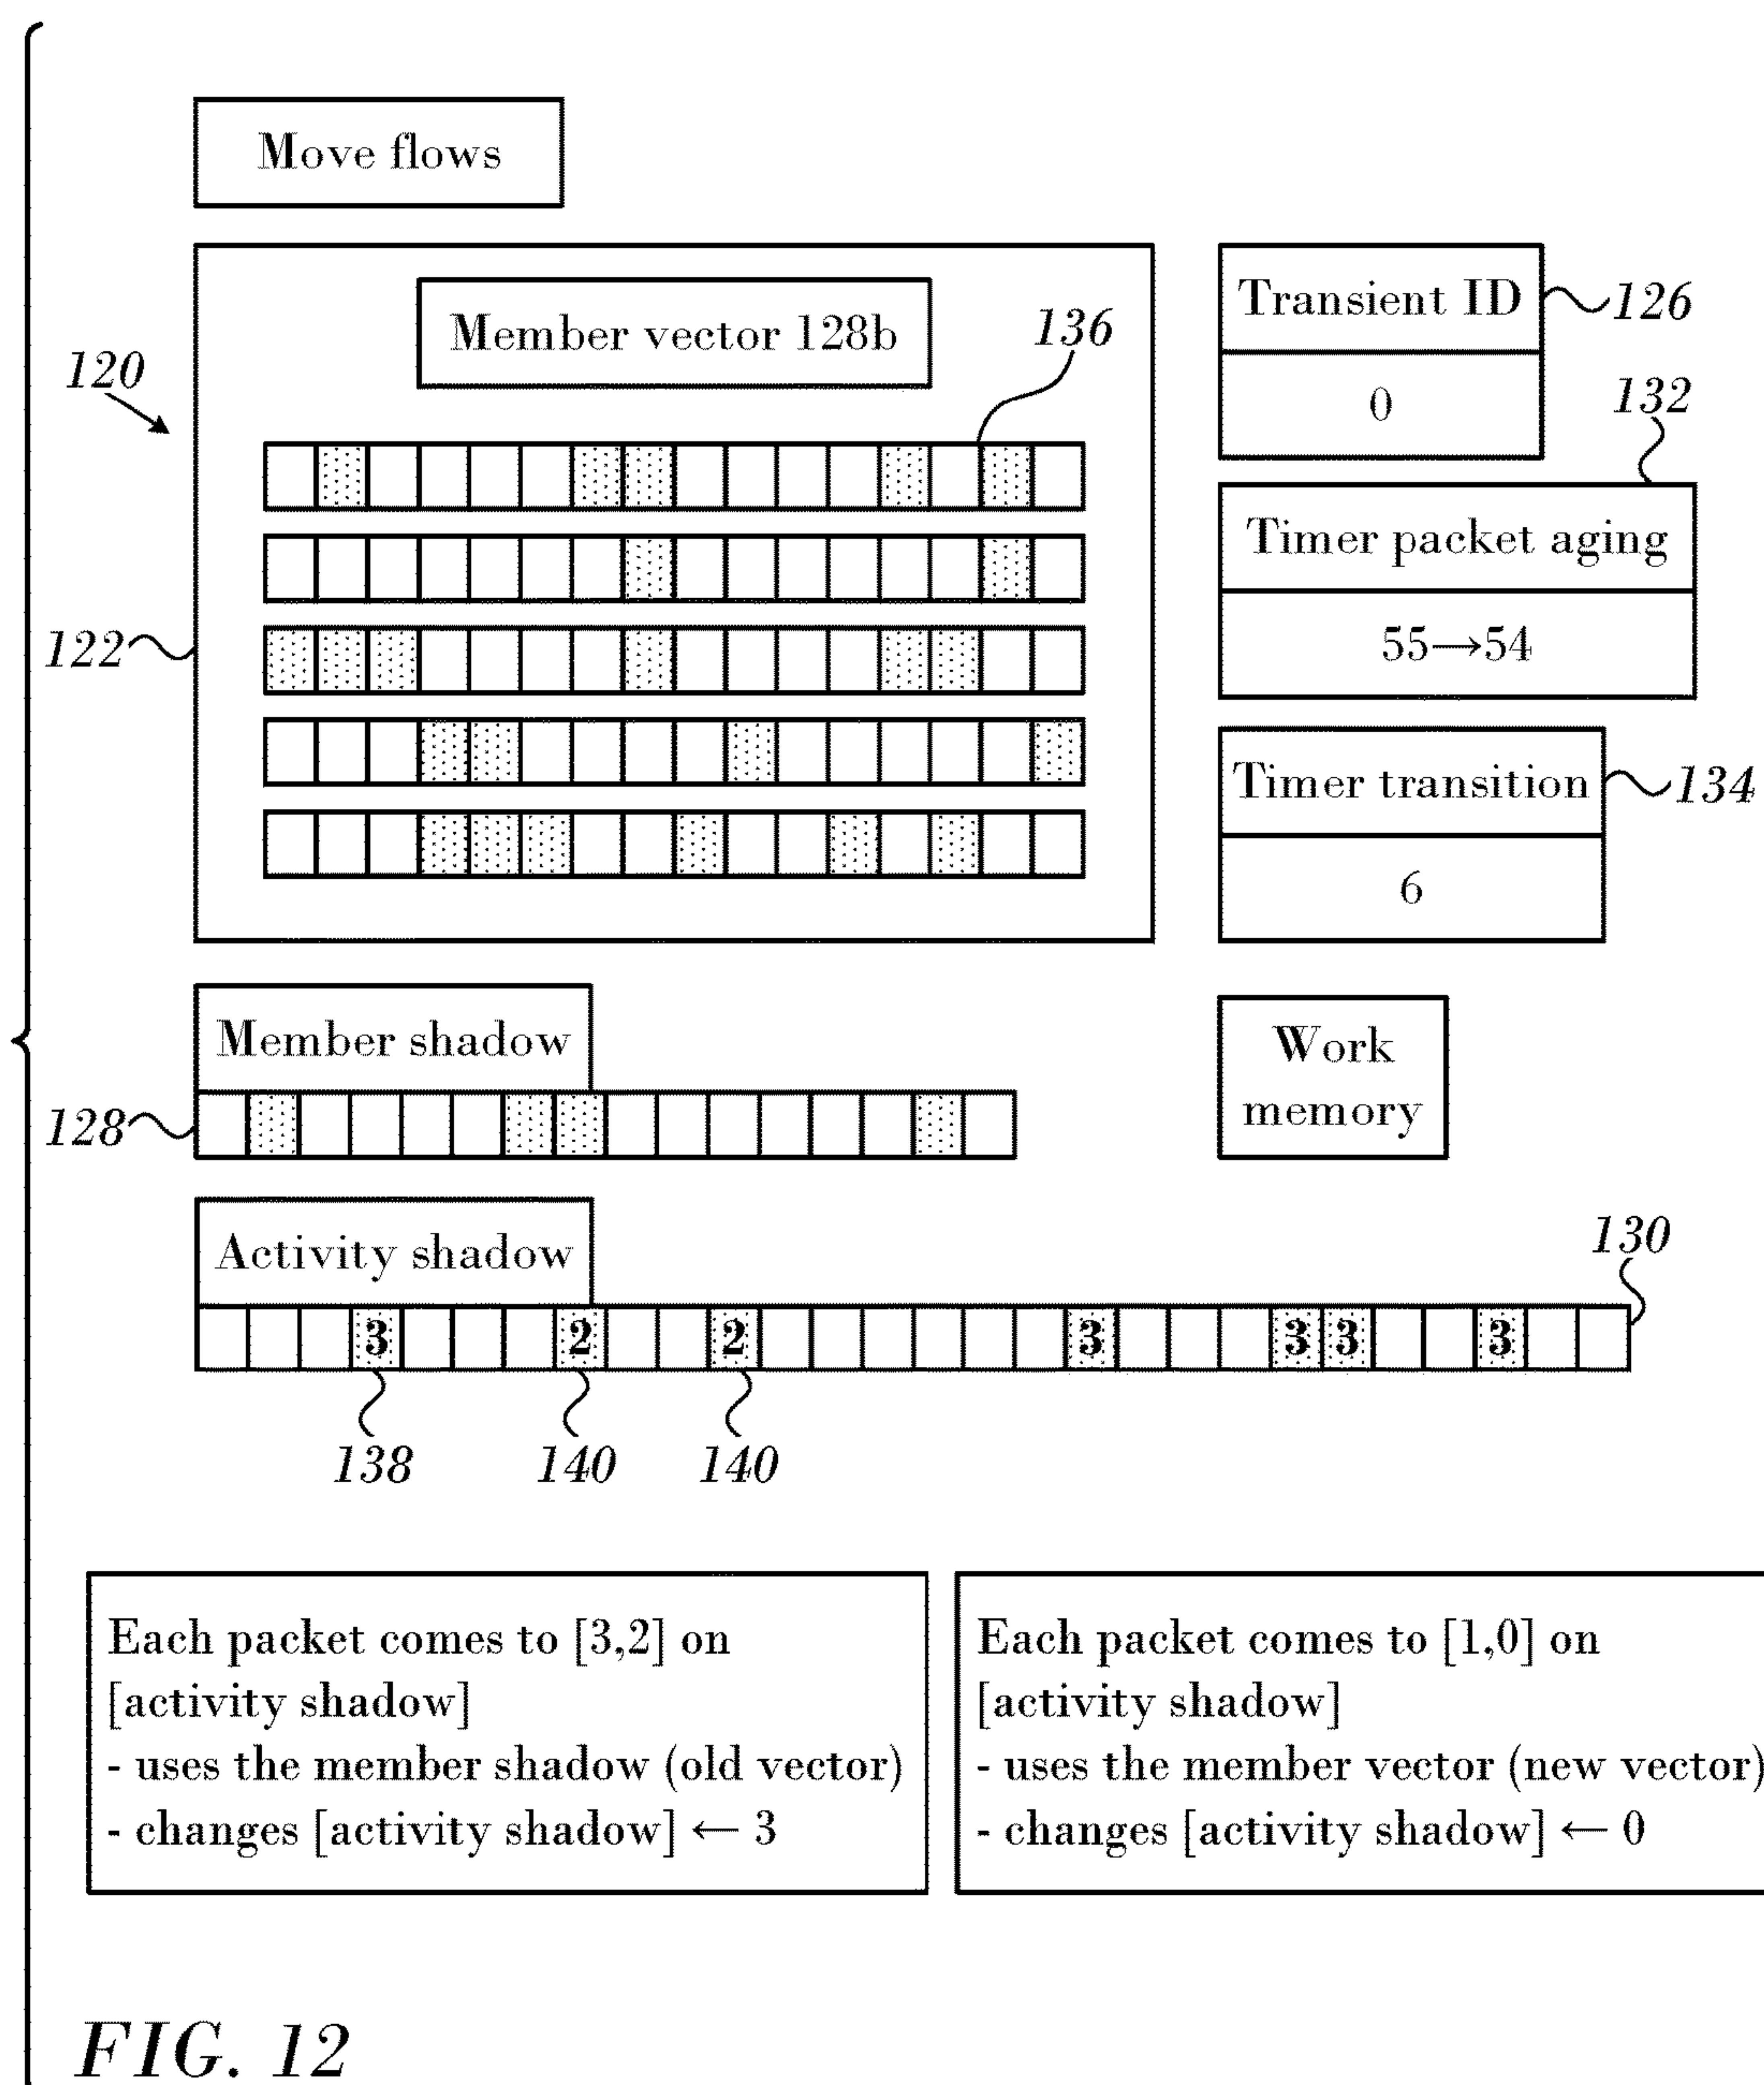 Move flows
Member vector 128b
136
120
122
Transient ID
126
0
132
Timer packet aging
55→54
Timer transition
134
6
Member shadow
128
Work
memory
Activity shadow
130
3 2 2 3 3 3 3
138 140 140
Each packet comes to [3,2] on
[activity shadow]
- uses the member shadow (old vector)
- changes [activity shadow] ← 3
Each packet comes to [1,0] on
[activity shadow]
- uses the member vector (new vector)
- changes [activity shadow] ← 0
FIG. 12